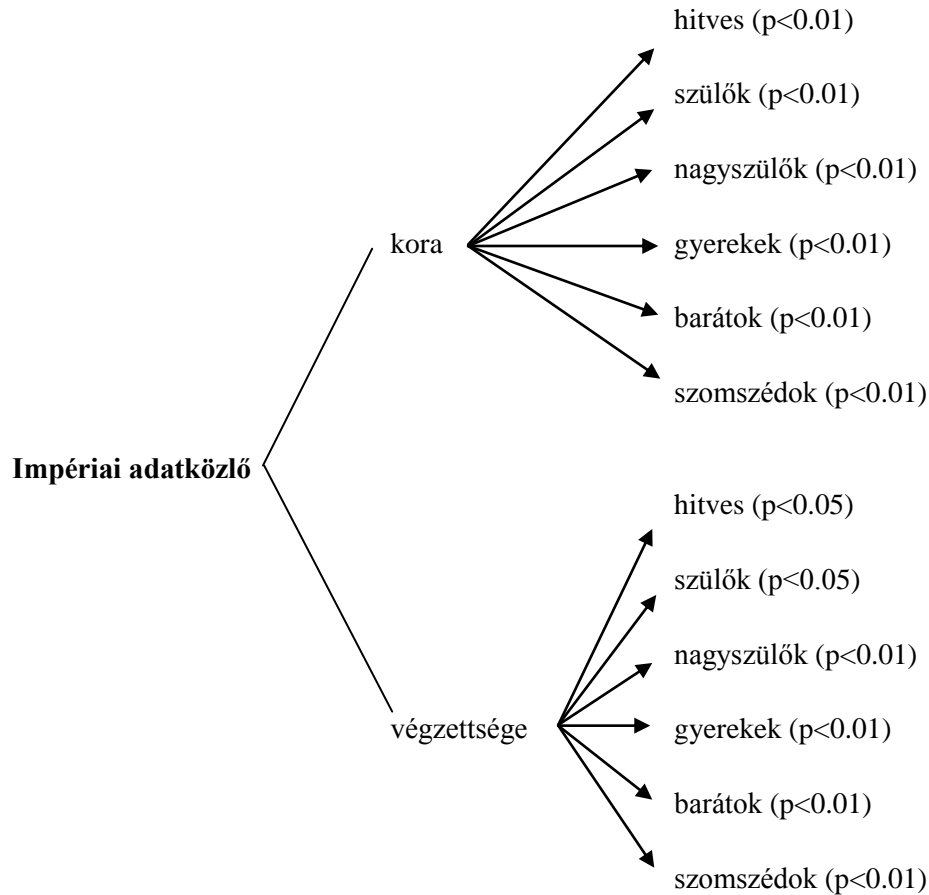 hitves (p<0.01)
szülők (p<0.01)
nagyszülők (p<0.01)
kora
gyerekek (p<0.01)
barátok (p<0.01)
szomszédok (p<0.01)
Impériai adatközlő
hitves (p<0.05)
szülők (p<0.05)
nagyszülők (p<0.01)
végzettsége
gyerekek (p<0.01)
barátok (p<0.01)
szomszédok (p<0.01)